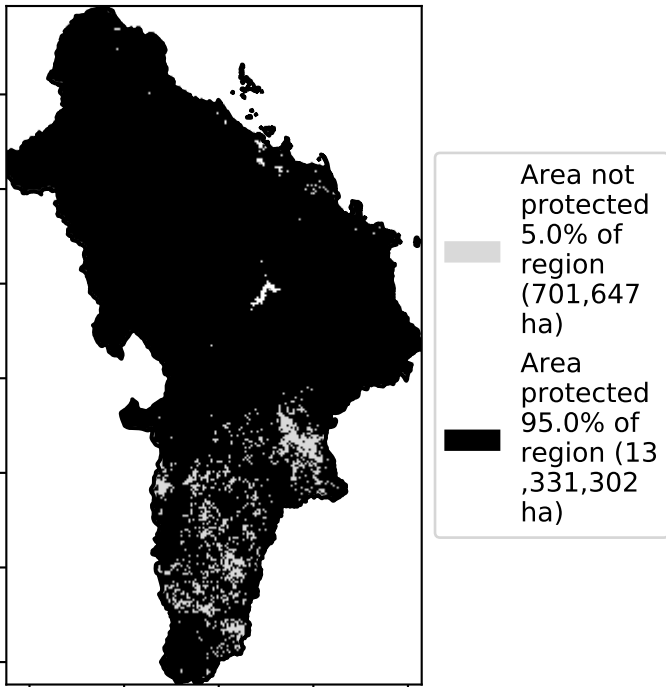 Area not
protected
5.0% of
region
(701,647
ha)
Area
protected
95.0% of
region (13
,331,302
ha)